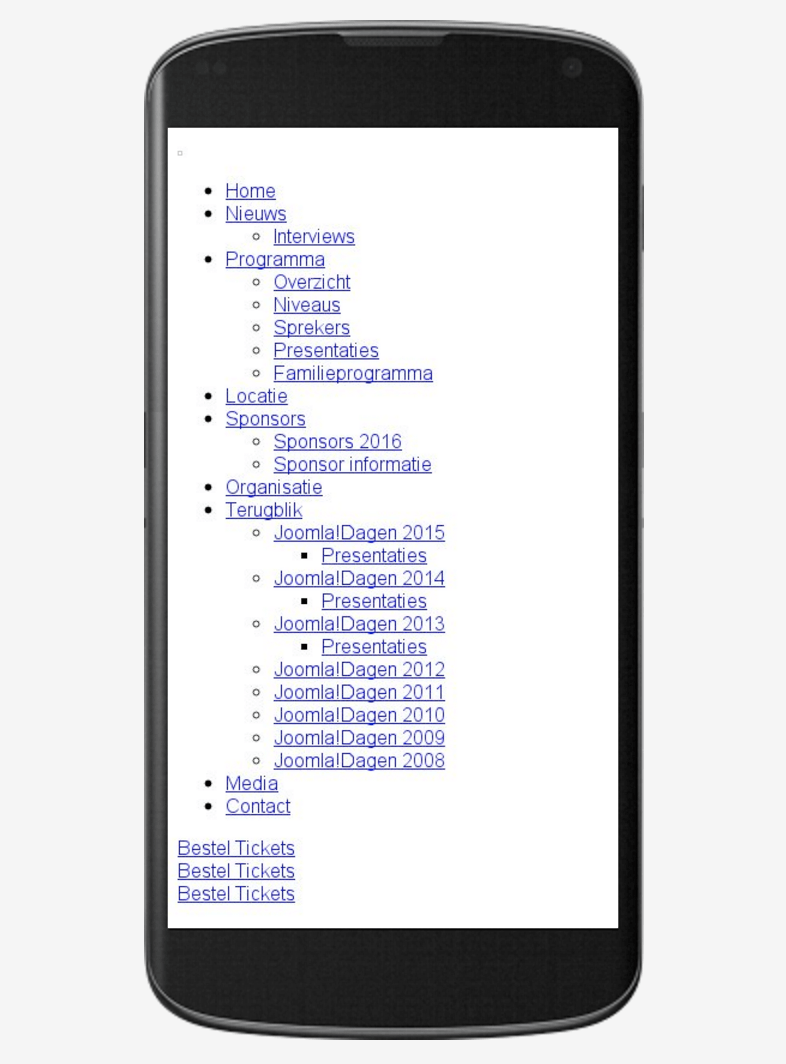 Home
Nieuws
Interviews
Programma
Overzicht
Niveaus
Sprekers
Presentaties
Familieprogramma
Locatie
Sponsors
Sponsors 2016
Sponsor informatie
Organisatie
Terugblik
Joomla!Dagen 2015
Presentaties
Joomla!Dagen 2014
Presentaties
Joomla!Dagen 2013
Presentaties
Joomla!Dagen 2012
Joomla!Dagen 2011
Joomla!Dagen 2010
Joomla!Dagen 2009
Joomla!Dagen 2008
Media
Contact
Bestel Tickets
Bestel Tickets
Bestel Tickets